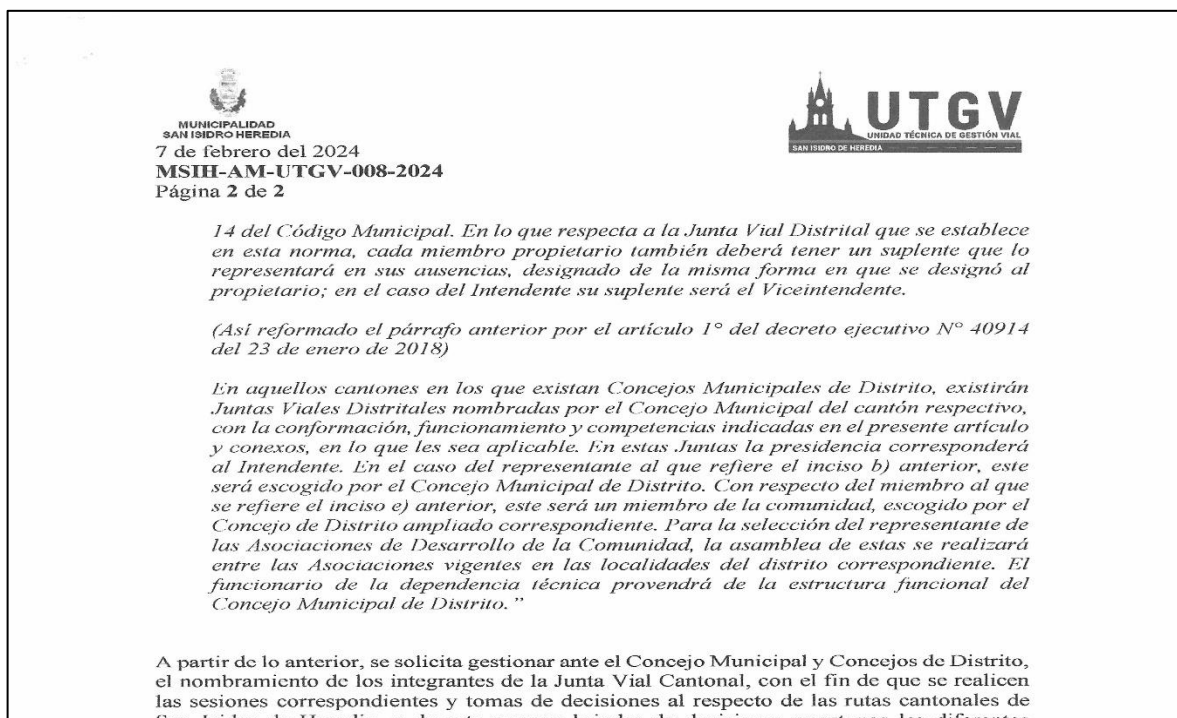 MUNICIPALIDAD
SAN ISIDRO HEREDIA
UTGV
UNIDAD TÉCNICA DE GESTIÓN VIAL
SAN ISIDRO DE HEREDIA
7 de febrero del 2024
MSIH-AM-UTGV-008-2024
Página 2 de 2
14 del Código Municipal. En lo que respecta a la Junta Vial Distrital que se establece
en esta norma, cada miembro propietario también deberá tener un suplente que lo
representará en sus ausencias, designado de la misma forma en que se designó al
propietario; en el caso del Intendente su suplente será el Viceintendente.
(Así reformado el párrafo anterior por el artículo 1° del decreto ejecutivo N° 40914
del 23 de enero de 2018)
En aquellos cantones en los que existan Concejos Municipales de Distrito, existirán
Juntas Viales Distritales nombradas por el Concejo Municipal del cantón respectivo,
con la conformación, funcionamiento y competencias indicadas en el presente artículo
y conexos, en lo que les sea aplicable. En estas Juntas la presidencia corresponderá
al Intendente. En el caso del representante al que refiere el inciso b) anterior, este
será escogido por el Concejo Municipal de Distrito. Con respecto del miembro al que
se refiere el inciso e) anterior, este será un miembro de la comunidad, escogido por el
Concejo de Distrito ampliado correspondiente. Para la selección del representante de
las Asociaciones de Desarrollo de la Comunidad, la asamblea de estas se realizará
entre las Asociaciones vigentes en las localidades del distrito correspondiente. El
funcionario de la dependencia técnica provendrá de la estructura funcional del
Concejo Municipal de Distrito."
A partir de lo anterior, se solicita gestionar ante el Concejo Municipal y Concejos de Distrito,
el nombramiento de los integrantes de la Junta Vial Cantonal, con el fin de que se realicen
las sesiones correspondientes y tomas de decisiones al respecto de las rutas cantonales de